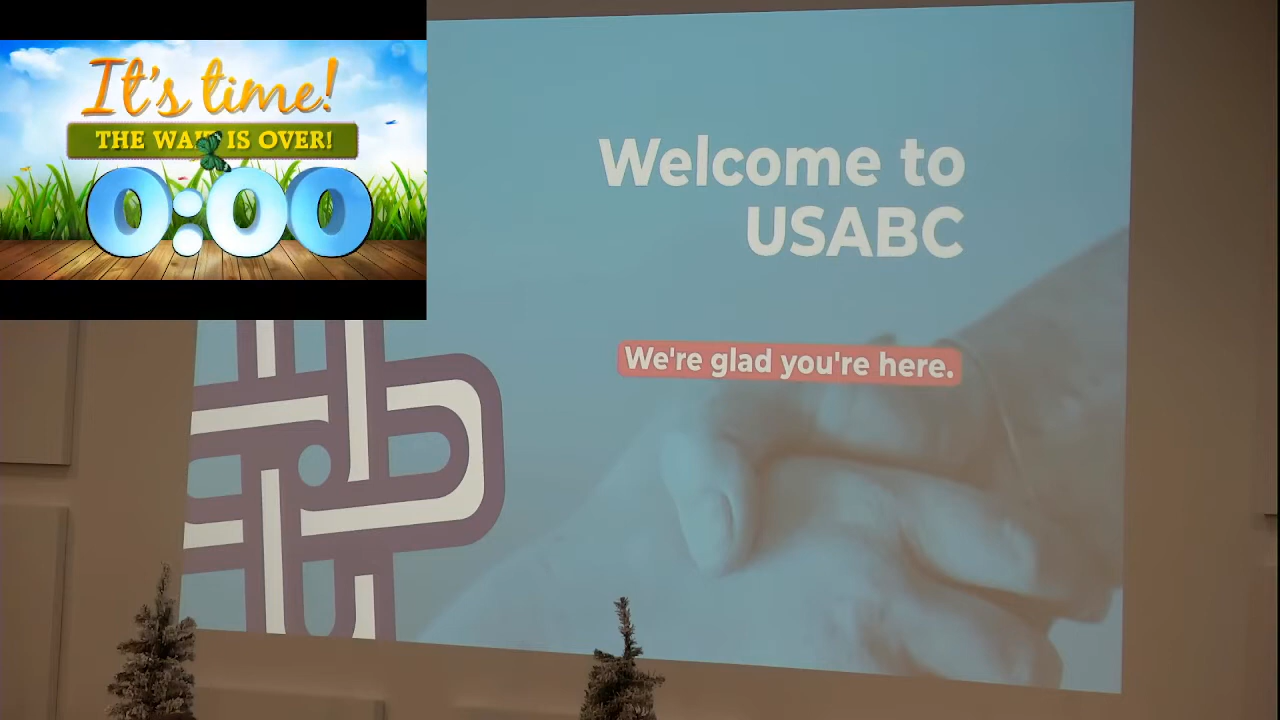 It's time!
THE WAIT IS OVER!
0:00
Welcome to
USABC
We're glad you're here.